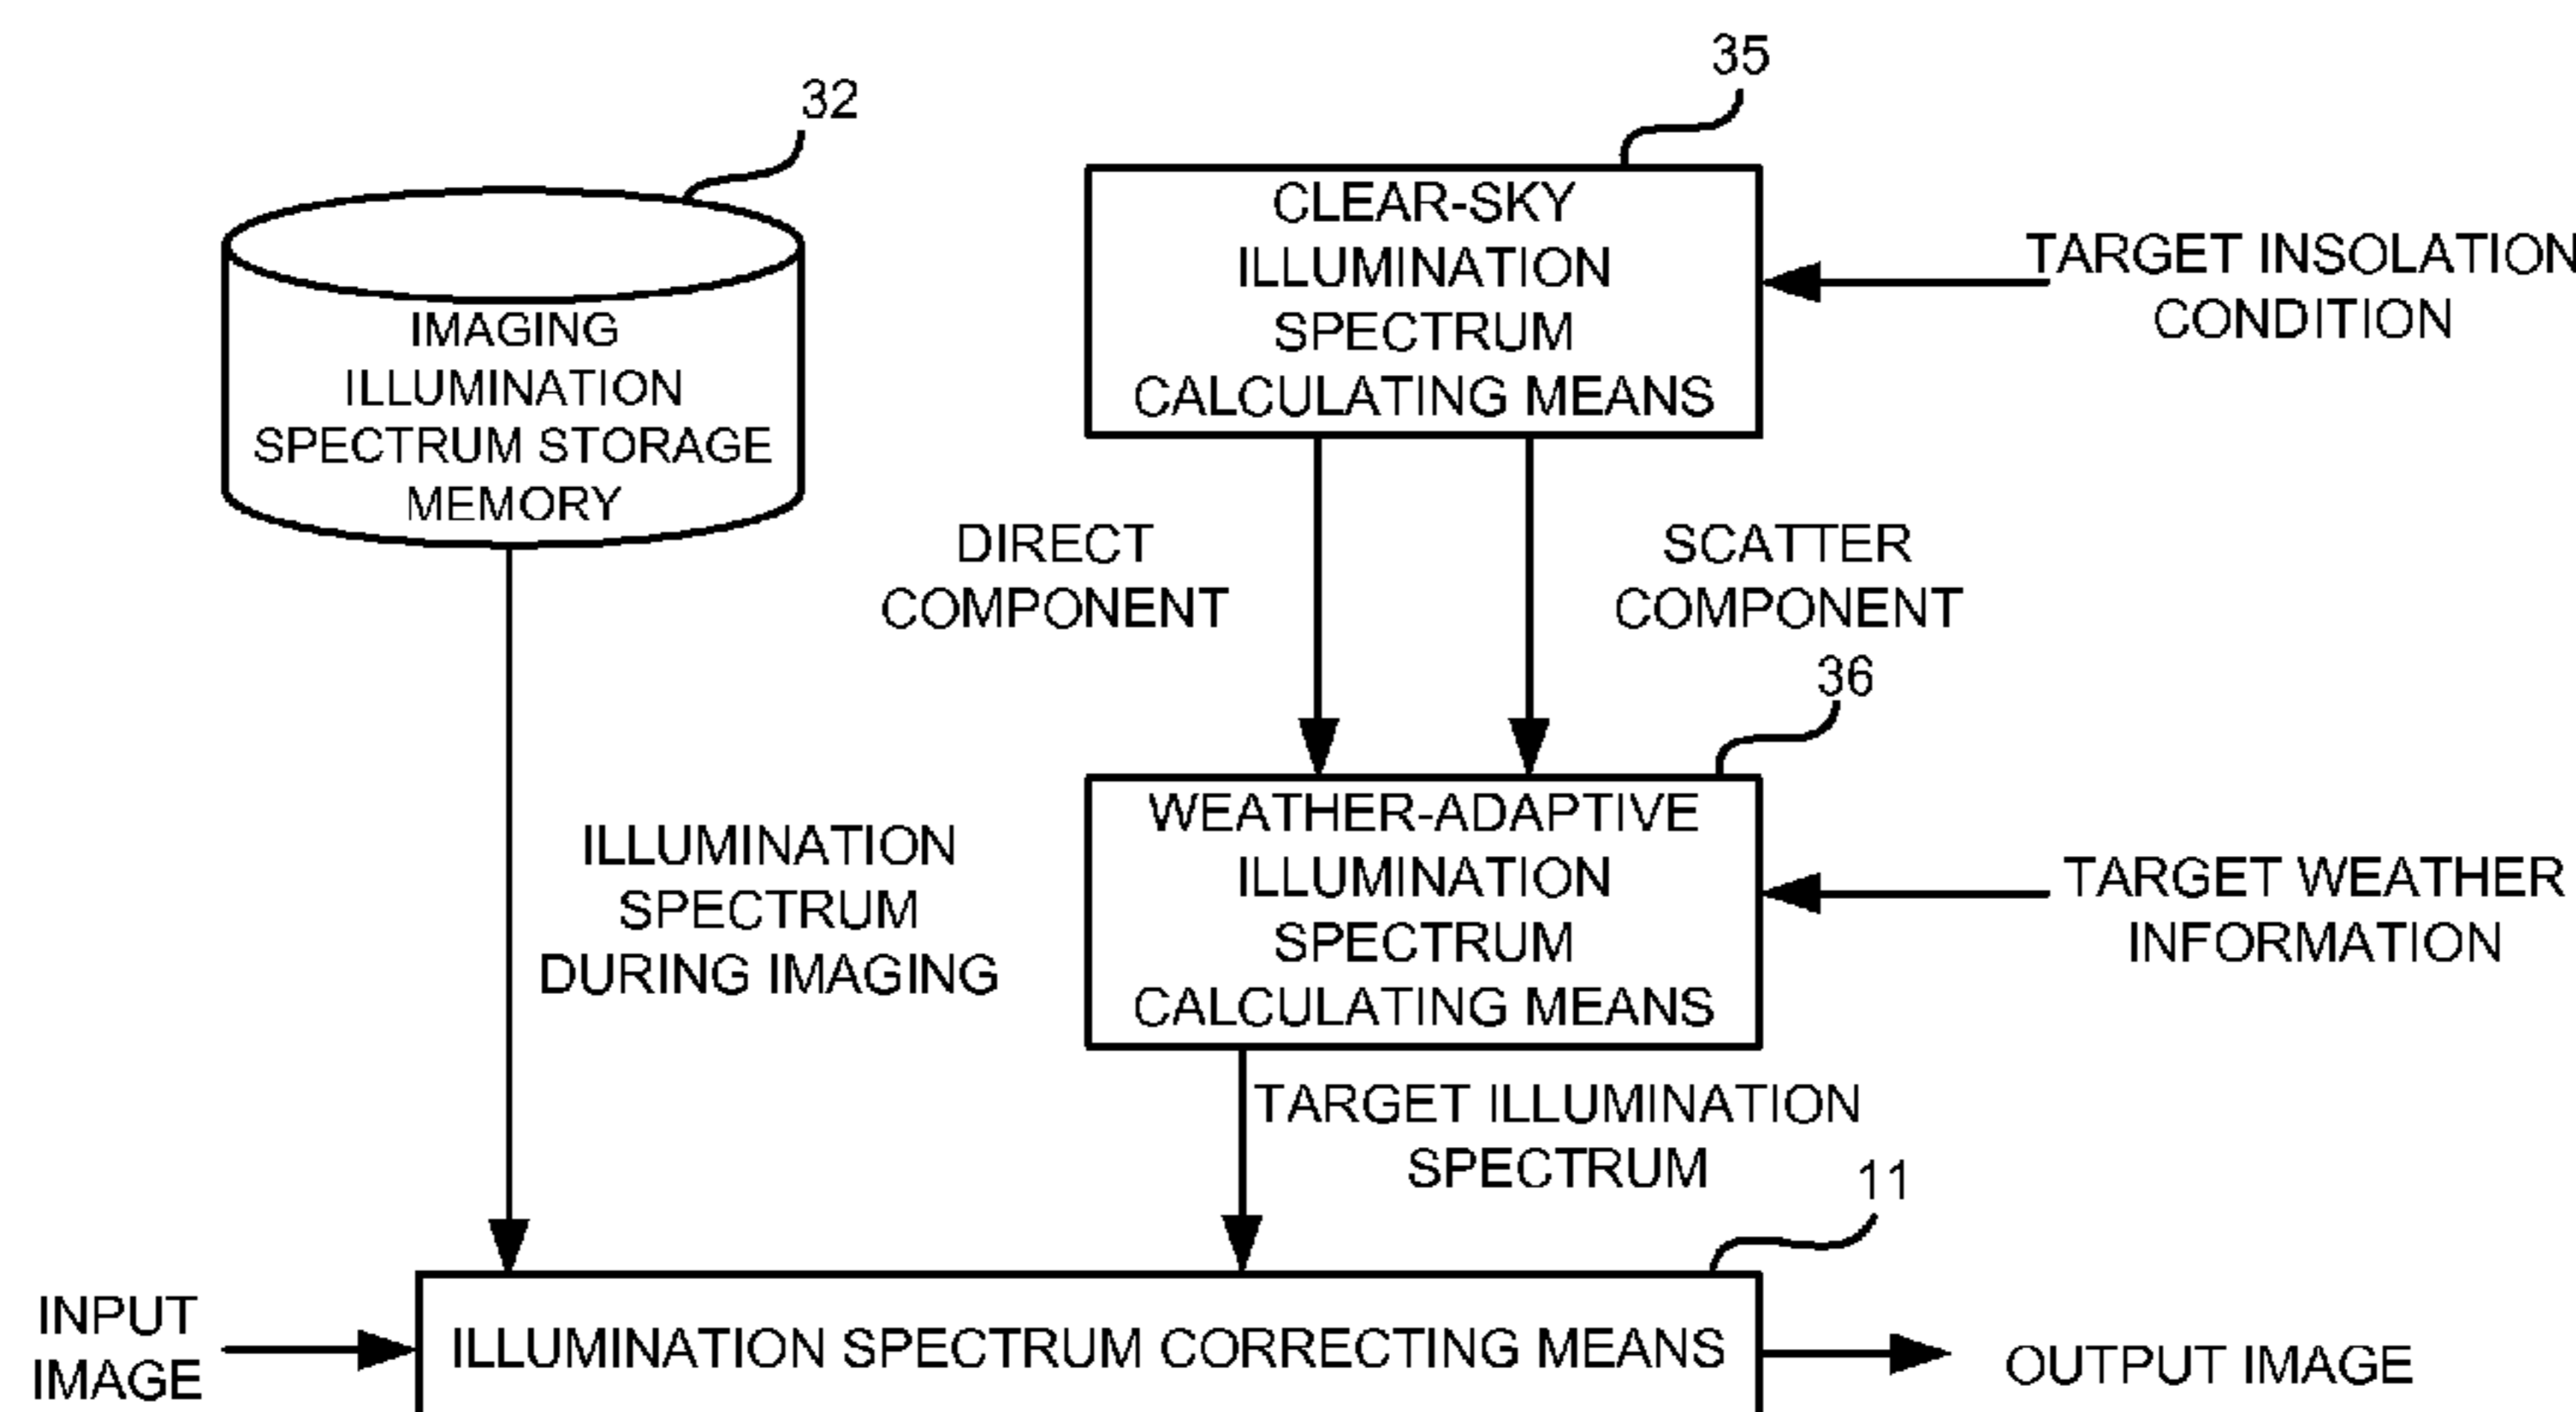 35
32
CLEAR-SKY
ILLUMINATION
SPECTRUM
CALCULATING MEANS
TARGET INSOLATION
CONDITION
IMAGING
ILLUMINATION
SPECTRUM STORAGE
MEMORY
DIRECT
COMPONENT
SCATTER
COMPONENT
36
WEATHER-ADAPTIVE
ILLUMINATION
SPECTRUM
CALCULATING MEANS
TARGET WEATHER
INFORMATION
ILLUMINATION
SPECTRUM
DURING IMAGING
TARGET ILLUMINATION
SPECTRUM
11
INPUT
IMAGE
ILLUMINATION SPECTRUM CORRECTING MEANS
OUTPUT IMAGE